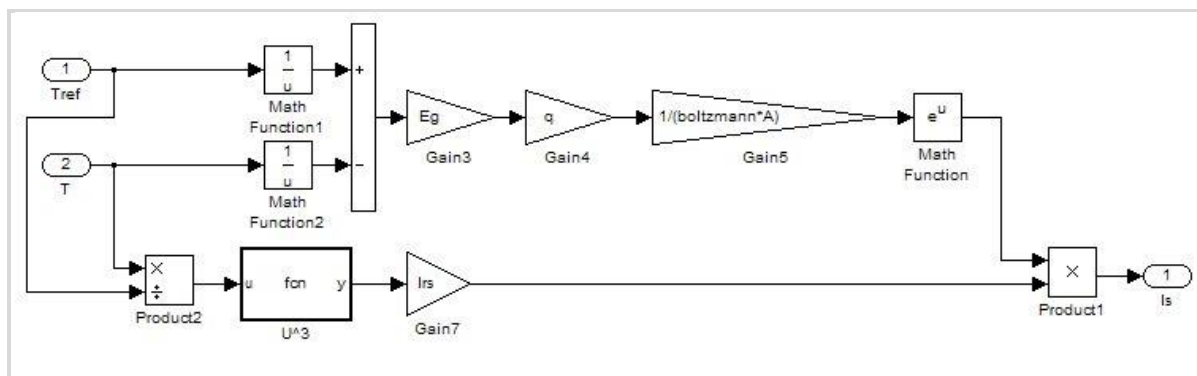 1
Tref
1
u
Math
Function1
+
Eg
Gain3
q
Gain4
1/(boltzmann*A)
Gain5
e^u
Math
Function
2
T
1
u
Math
Function2
−
×
÷
Product2
u fcn y
U^3
Irs
Gain7
×
Product1
1
Is